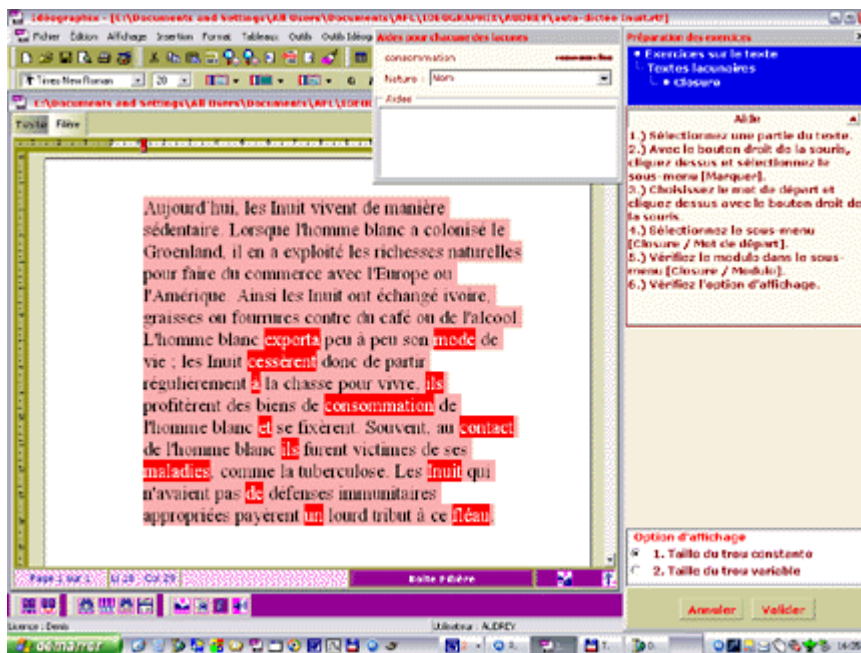 Idéographix - [C:\Documents and Settings\All Users\Documents\AFL\IDEOGRAPHIX\AUDREY\auto-dictée Inuit.rtf]
Fichier Édition Affichage Insertion Format Tableaux Outils Outils
Times New Roman 20 G
C:\Documents and Settings\All Users\Documents\AFL\
Texte Filère
Aides pour chacune des lacunes
consommation
Nature : Nom
Aides
Aujourd'hui, les Inuit vivent de manière
sédentaire. Lorsque l'homme blanc a colonisé le
Groenland, il en a exploité les richesses naturelles
pour faire du commerce avec l'Europe ou
l'Amérique. Ainsi les Inuit ont échangé ivoire,
graisses ou fourrures contre du café ou de l'alcool.
L'homme blanc exporta peu à peu son mode de
vie ; les Inuit cessèrent donc de partir
régulièrement à la chasse pour vivre, ils
profitèrent des biens de consommation de
l'homme blanc et se fixèrent. Souvent, au contact
de l'homme blanc ils furent victimes de ses
maladies, comme la tuberculose. Les Inuit qui
n'avaient pas de défenses immunitaires
appropriées payèrent un lourd tribut à ce fléau.
Page 1 sur 1 Col 29 Boîte Filière
Licence : Denis Utilisateur : AUDREY
Préparation des exercices
Exercices sur le texte
Textes lacunaires
Closure
Aide
1.) Sélectionnez une partie du texte.
2.) Avec le bouton droit de la souris,
cliquez dessus et sélectionnez le
sous-menu [Marquer].
3.) Choisissez le mot de départ et
cliquez dessus avec le bouton droit de
la souris.
4.) Sélectionnez le sous-menu
[Closure / Mot de départ].
5.) Vérifiez le modulo dans le sous-
menu [Closure / Modulo].
6.) Vérifiez l'option d'affichage.
Option d'affichage
1. Taille du trou constante
2. Taille du trou variable
Annuler Valider
démarrer